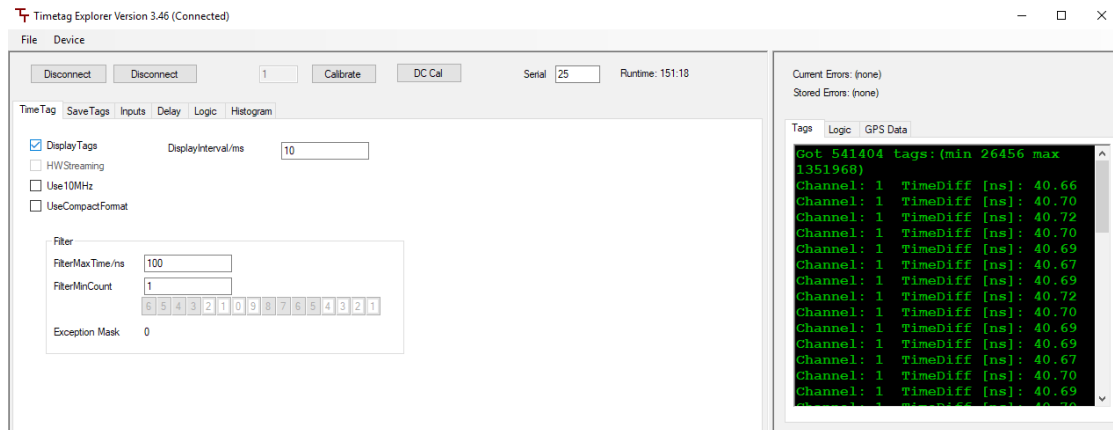 Timetag Explorer Version 3.46 (Connected)
File Device
Disconnect Disconnect 1 Calibrate DC Cal Serial 25 Runtime: 151:18
TimeTag SaveTags Inputs Delay Logic Histogram
DisplayTags DisplayInterval/ms 10
HWStreaming
Use10MHz
UseCompactFormat
Filter
FilterMaxTime/ns 100
FilterMinCount 1
6 5 4 3 2 1 0 9 8 7 6 5 4 3 2 1
Exception Mask 0
Current Errors: (none)
Stored Errors: (none)
Tags Logic GPS Data
Got 541404 tags:(min 26456 max
1351968)
Channel: 1 TimeDiff [ns]: 40.66
Channel: 1 TimeDiff [ns]: 40.70
Channel: 1 TimeDiff [ns]: 40.72
Channel: 1 TimeDiff [ns]: 40.70
Channel: 1 TimeDiff [ns]: 40.69
Channel: 1 TimeDiff [ns]: 40.67
Channel: 1 TimeDiff [ns]: 40.69
Channel: 1 TimeDiff [ns]: 40.72
Channel: 1 TimeDiff [ns]: 40.70
Channel: 1 TimeDiff [ns]: 40.69
Channel: 1 TimeDiff [ns]: 40.69
Channel: 1 TimeDiff [ns]: 40.67
Channel: 1 TimeDiff [ns]: 40.70
Channel: 1 TimeDiff [ns]: 40.69